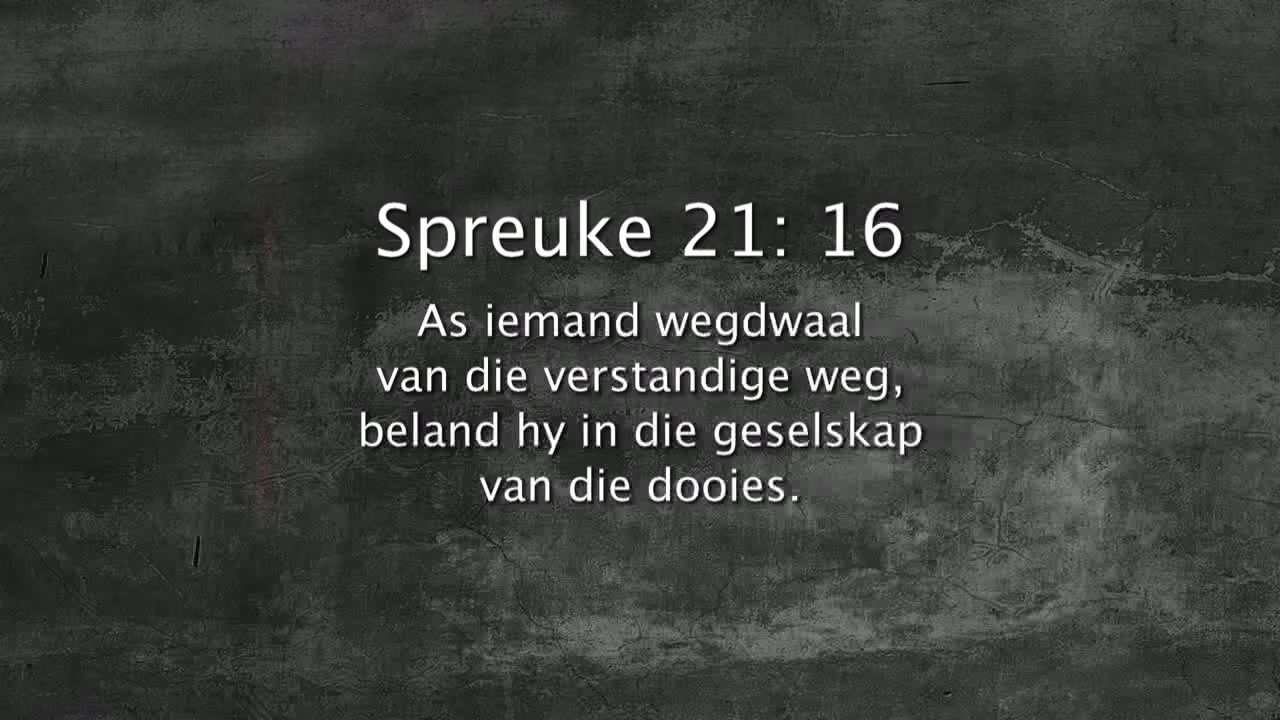 Spreuke 21: 16
As iemand wegdwaal
van die verstandige weg,
beland hy in die geselskap
van die dooies.